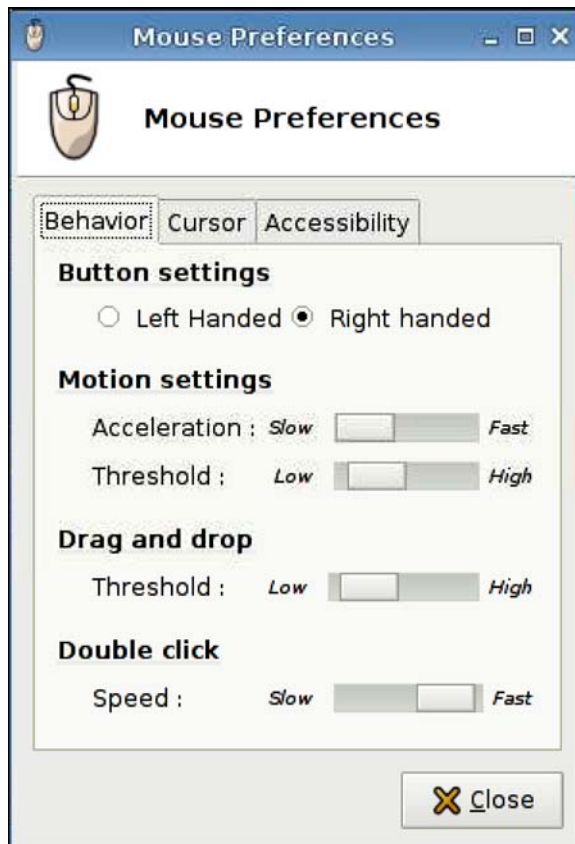 Mouse Preferences
Mouse Preferences
Behavior Cursor Accessibility
Button settings
Left Handed Right handed
Motion settings
Acceleration : Slow Fast
Threshold : Low High
Drag and drop
Threshold : Low High
Double click
Speed : Slow Fast
Close